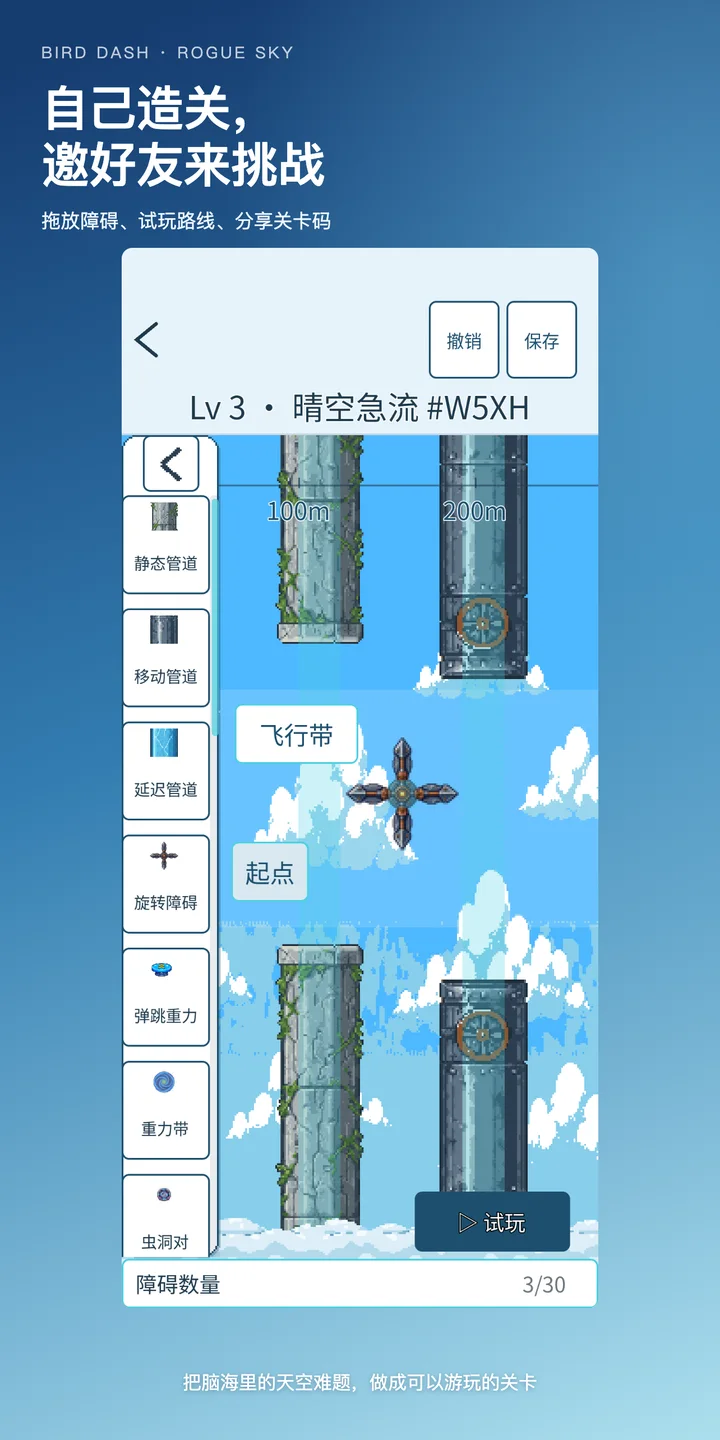 BIRD DASH · ROGUE SKY
自己造关，
邀好友来挑战
拖放障碍、试玩路线、分享关卡码
撤销
保存
Lv 3 · 晴空急流 #W5XH
100m
200m
静态管道
移动管道
飞行带
延迟管道
起点
旋转障碍
弹跳重力
重力带
虫洞对
▷ 试玩
障碍数量
3/30
把脑海里的天空难题，做成可以游玩的关卡